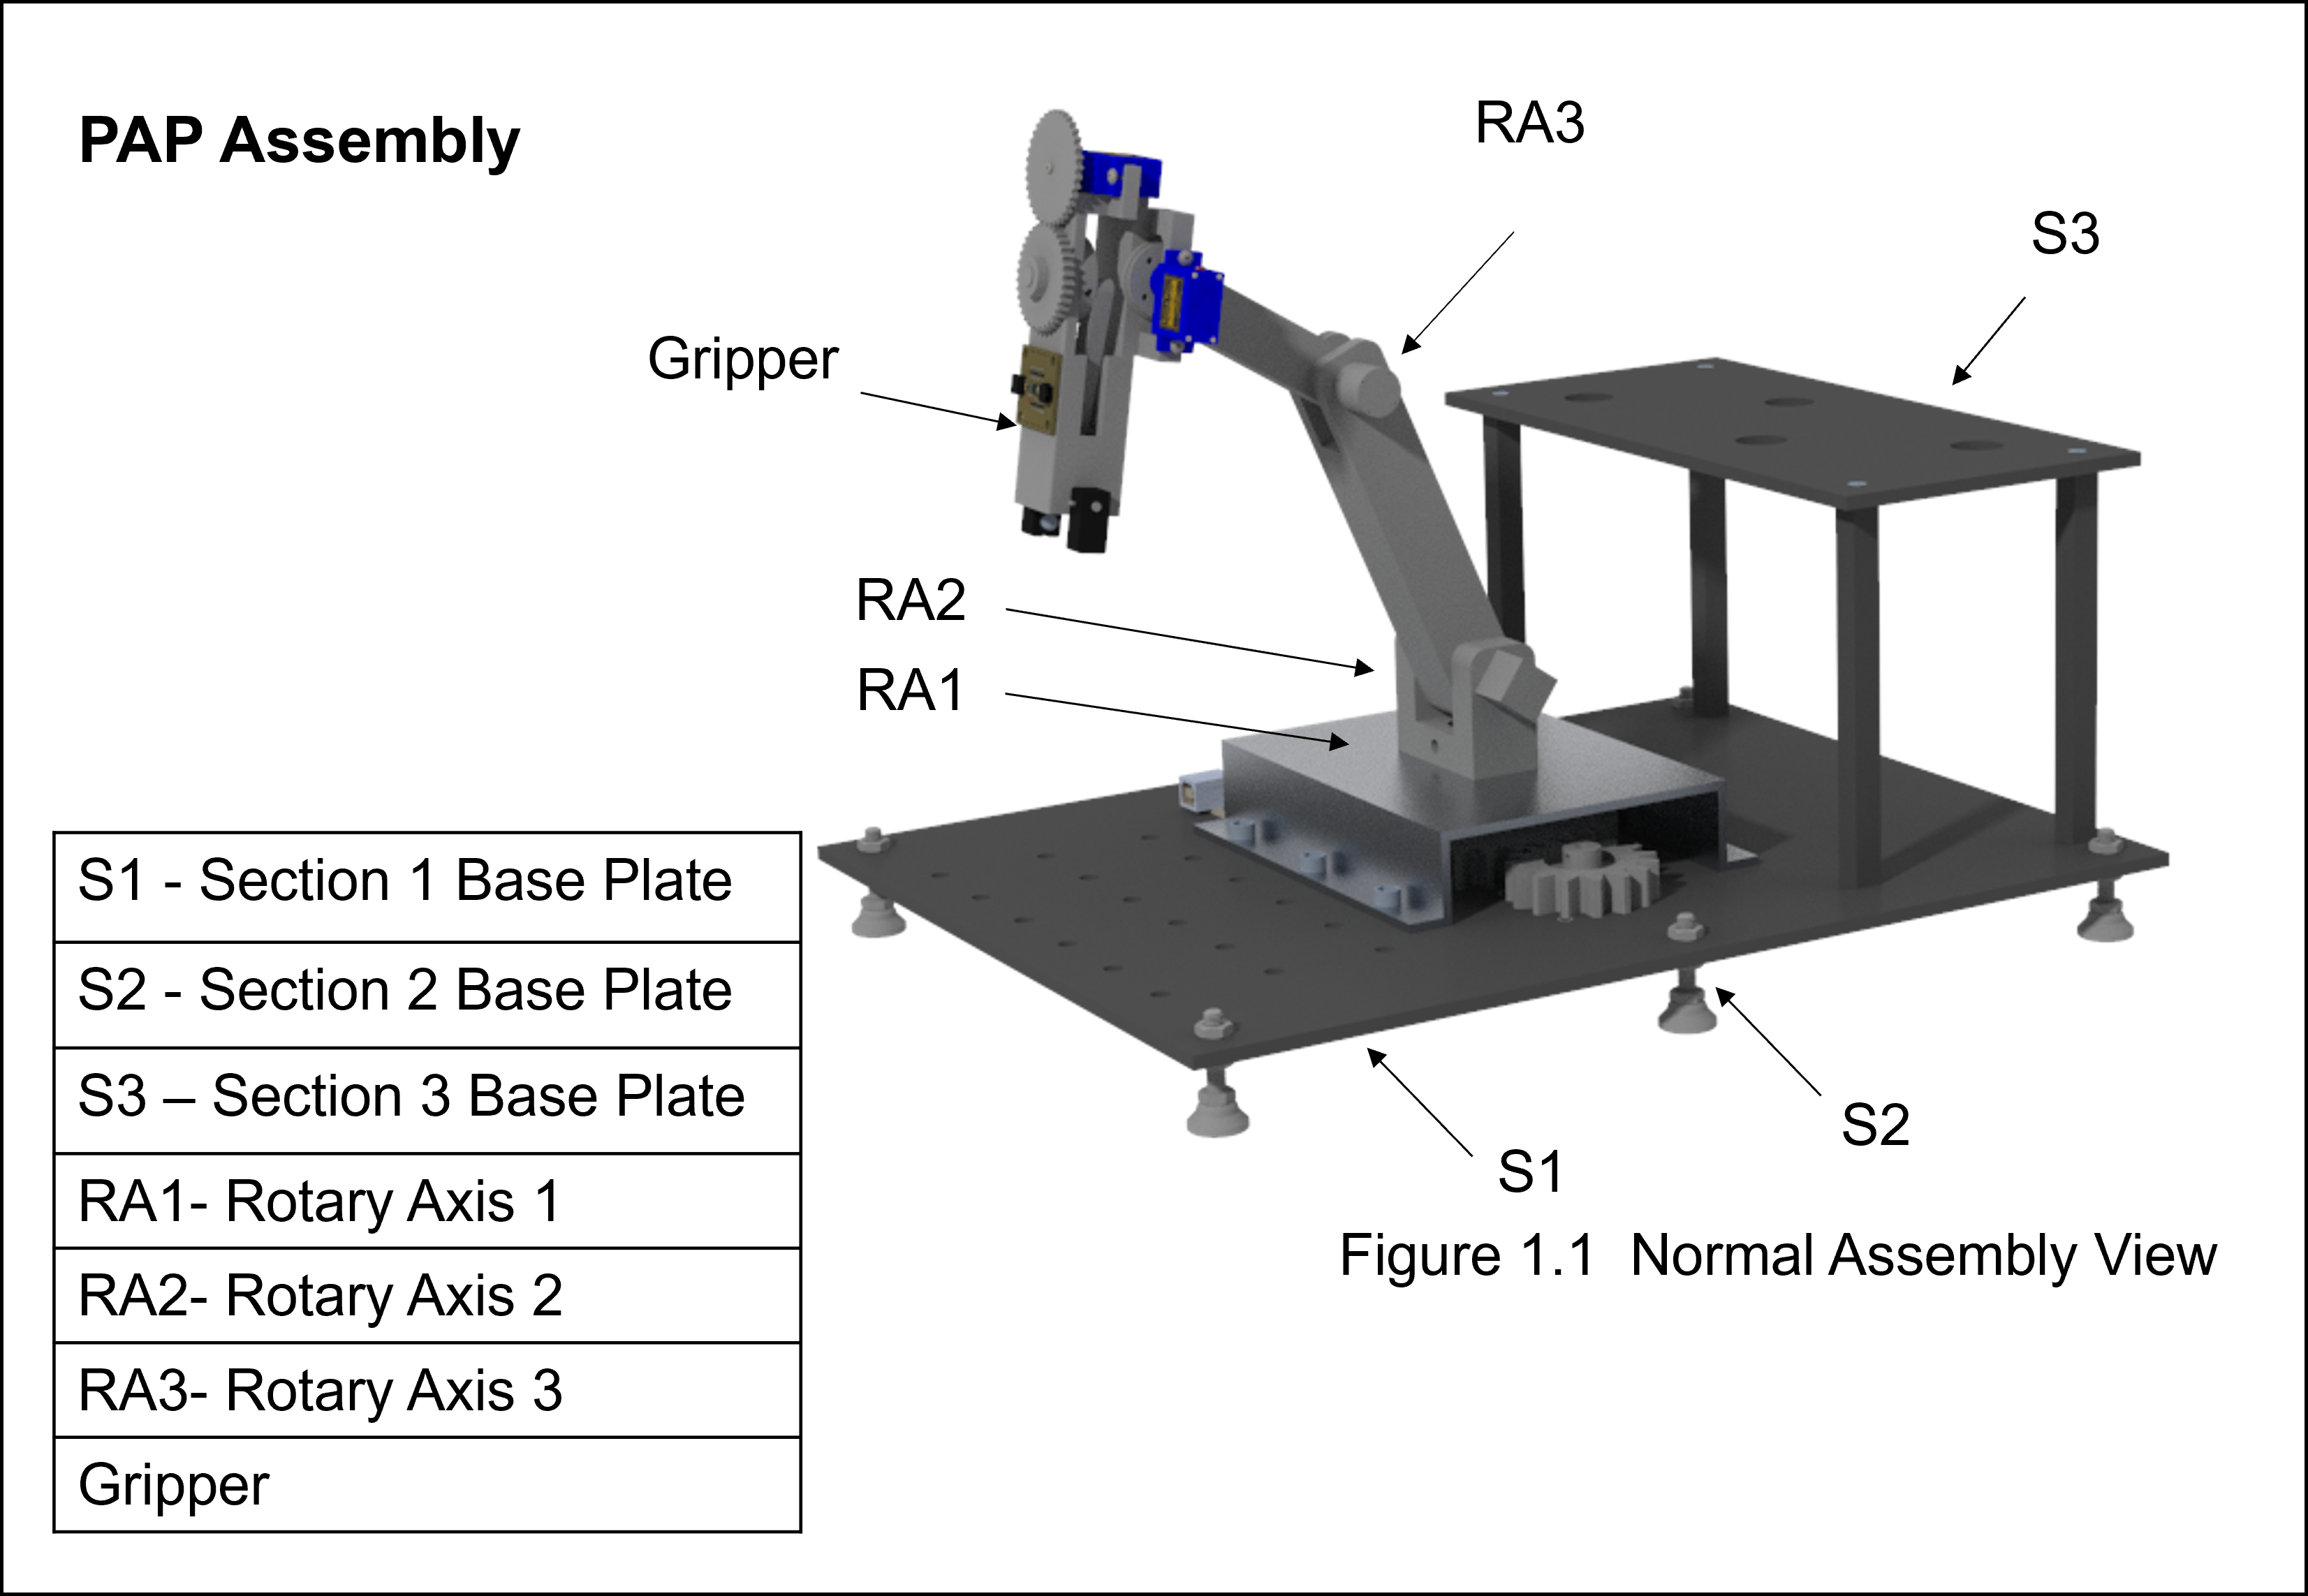 PAP Assembly
RA3
S3
Gripper
RA2
RA1
S1 - Section 1 Base Plate
S2 - Section 2 Base Plate
S3 – Section 3 Base Plate
RA1- Rotary Axis 1
RA2- Rotary Axis 2
RA3- Rotary Axis 3
Gripper
S2
S1
Figure 1.1 Normal Assembly View